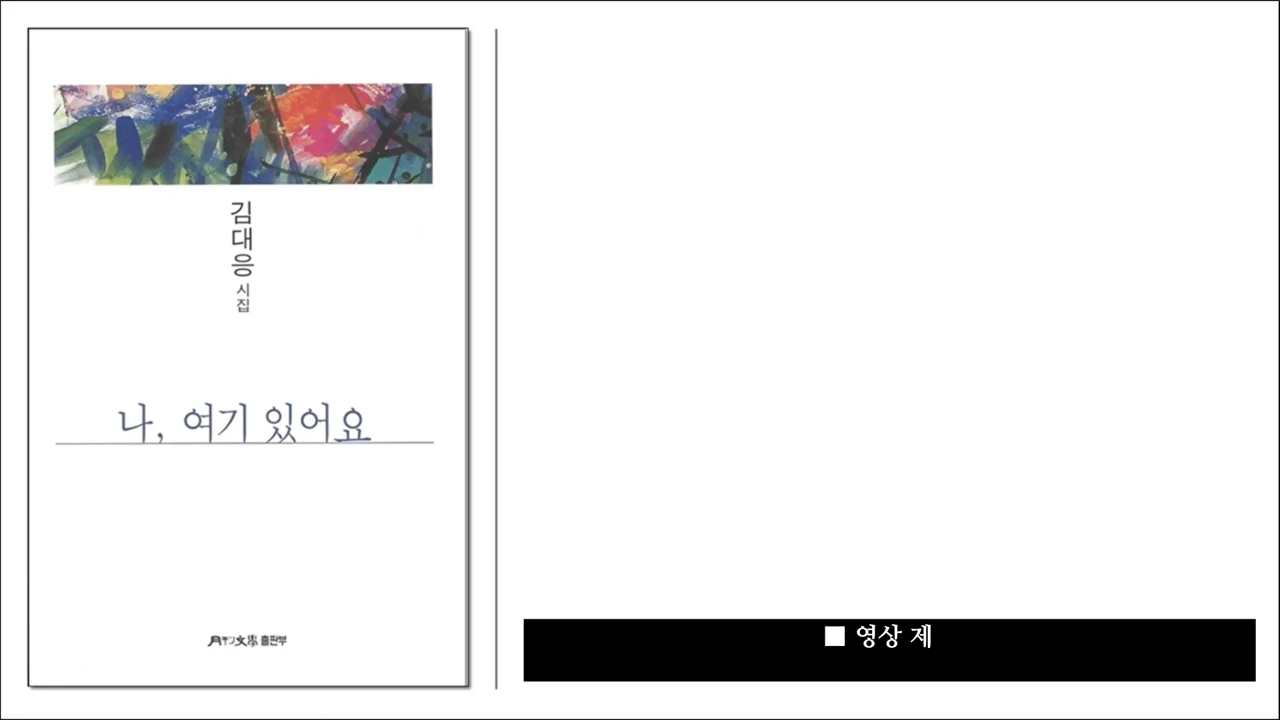 김대응
시집
나, 여기 있어요
月刊文學 출판부
■ 영상 제